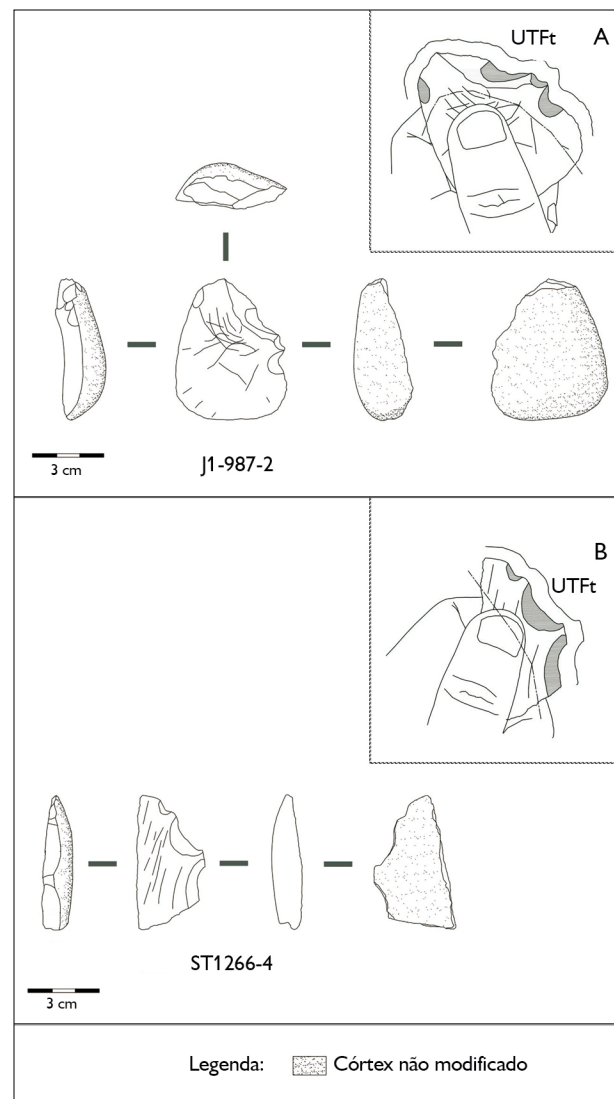 UTFt
A
3 cm
J1-987-2
B
UTFt
ST1266-4
3 cm
Legenda: Córtex não modificado